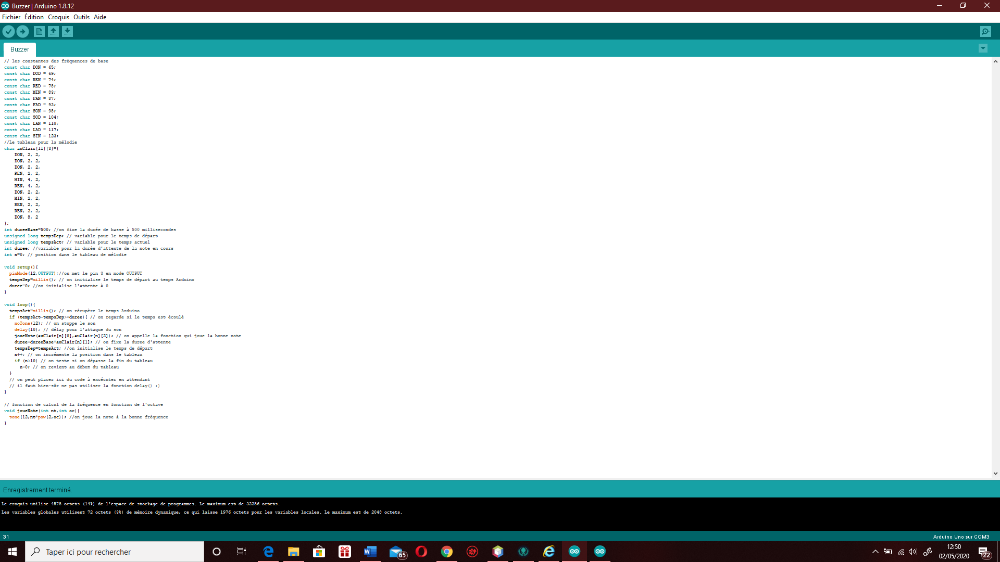 Buzzer | Arduino 1.8.12
Fichier Édition Croquis Outils Aide
Buzzer
// les constantes des fréquences de base
const char DON = 65;
const char DOD = 69;
const char REN = 74;
const char RED = 78;
const char MIN = 83;
const char FAN = 87;
const char FAD = 93;
const char SON = 98;
const char SOD = 104;
const char LAN = 110;
const char LAD = 117;
const char SIN = 123;
//Le tableau pour la mélodie
char auClair[11][3]={
DON, 2, 2,
DON, 2, 2,
DON, 2, 2,
REN, 2, 2,
MIN, 4, 2,
REN, 4, 2,
DON, 2, 2,
MIN, 2, 2,
REN, 2, 2,
REN, 2, 2,
DON, 8, 2
};
int dureeBase=500; //on fixe la durée de basse à 500 millisecondes
unsigned long tempsDep; // variable pour le temps de départ
unsigned long tempsAct; // variable pour le temps actuel
int duree; //variable pour la durée d'attente de la note en cours
int n=0; // position dans le tableau de mélodie
void setup(){
pinMode(12,OUTPUT);//on met le pin 3 en mode OUTPUT
tempsDep=millis(); // on initialise le temps de départ au temps Arduino
duree=0; //on initialise l'attente à 0
}
void loop(){
tempsAct=millis(); // on récupère le temps Arduino
if (tempsAct-tempsDep>=duree){ // on regarde si le temps est écoulé
noTone(12); // on stoppe le son
delay(10); // délay pour l'attaque du son
joueNote(auClair[n][0],auClair[n][2]); // on appelle la fonction qui joue la bonne note
duree=dureeBase*auClair[n][1]; // on fixe la duree d'attente
tempsDep=tempsAct; //on initialise le temps de départ
n++; // on incrémente la position dans le tableau
if (n>10) // on teste si on dépasse la fin du tableau
n=0; // on revient au début du tableau
}
// on peut placer ici du code à excécuter en attendant
// il faut bien-sûr ne pas utiliser la fonction delay() ;)
}
// fonction de calcul de la fréquence en fonction de l'octave
void joueNote(int nt,int oc){
tone(12,nt*pow(2,oc)); //on joue la note à la bonne fréquence
}
Enregistrement terminé.
Le croquis utilise 4578 octets (14%) de l'espace de stockage de programmes. Le maximum est de 32256 octets.
Les variables globales utilisent 72 octets (3%) de mémoire dynamique, ce qui laisse 1976 octets pour les variables locales. Le maximum est de 2048 octets.
31
Arduino Uno sur COM3
Taper ici pour rechercher
65
12:50
02/05/2020
22